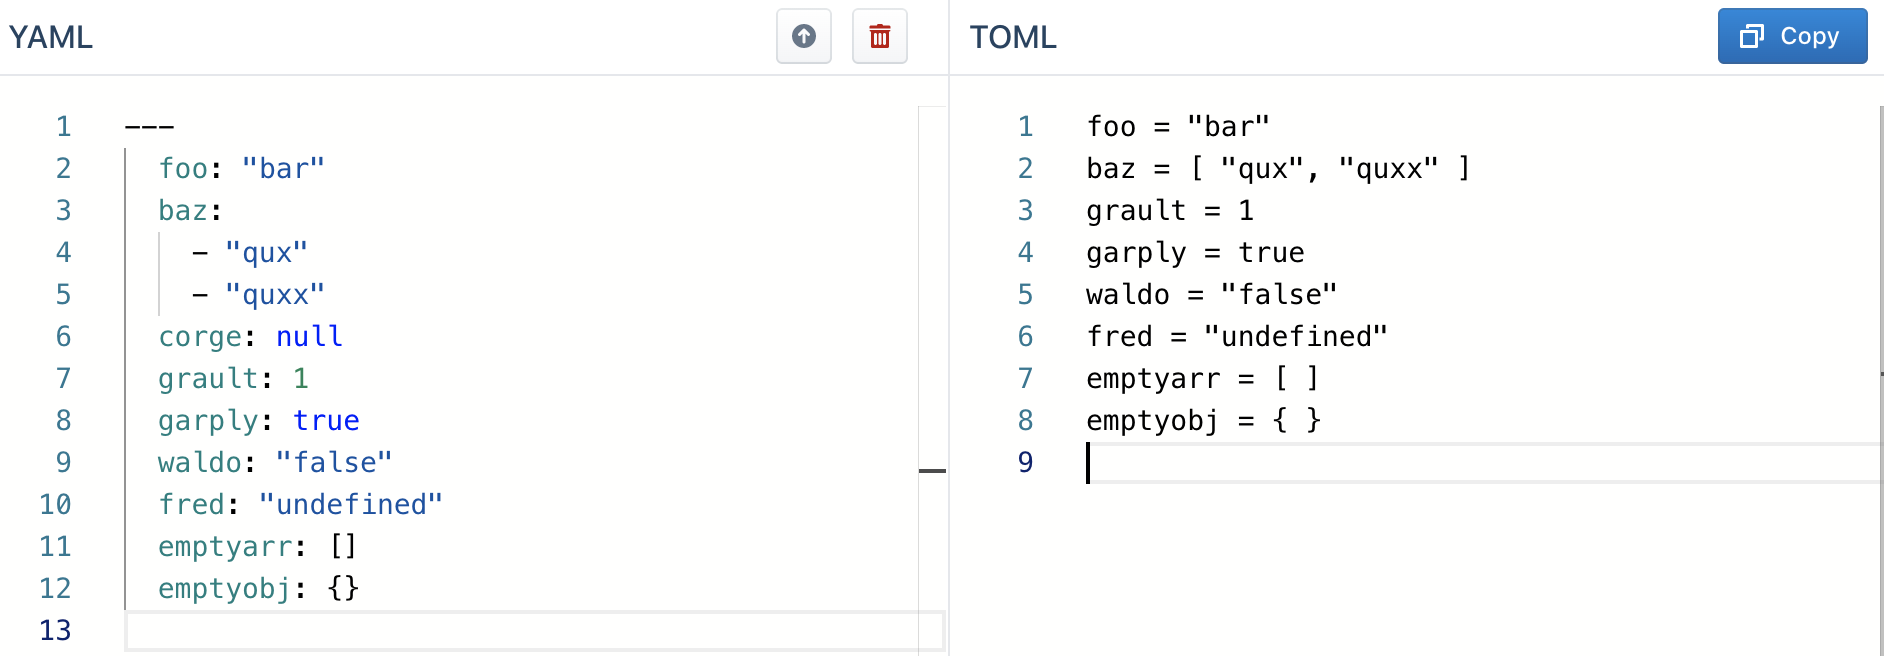 YAML
1 ---
2   foo: "bar"
3   baz:
4     - "qux"
5     - "quxx"
6   corge: null
7   grault: 1
8   garply: true
9   waldo: "false"
10   fred: "undefined"
11   emptyarr: []
12   emptyobj: {}
13
TOML
Copy
1 foo = "bar"
2 baz = [ "qux", "quxx" ]
3 grault = 1
4 garply = true
5 waldo = "false"
6 fred = "undefined"
7 emptyarr = [ ]
8 emptyobj = { }
9